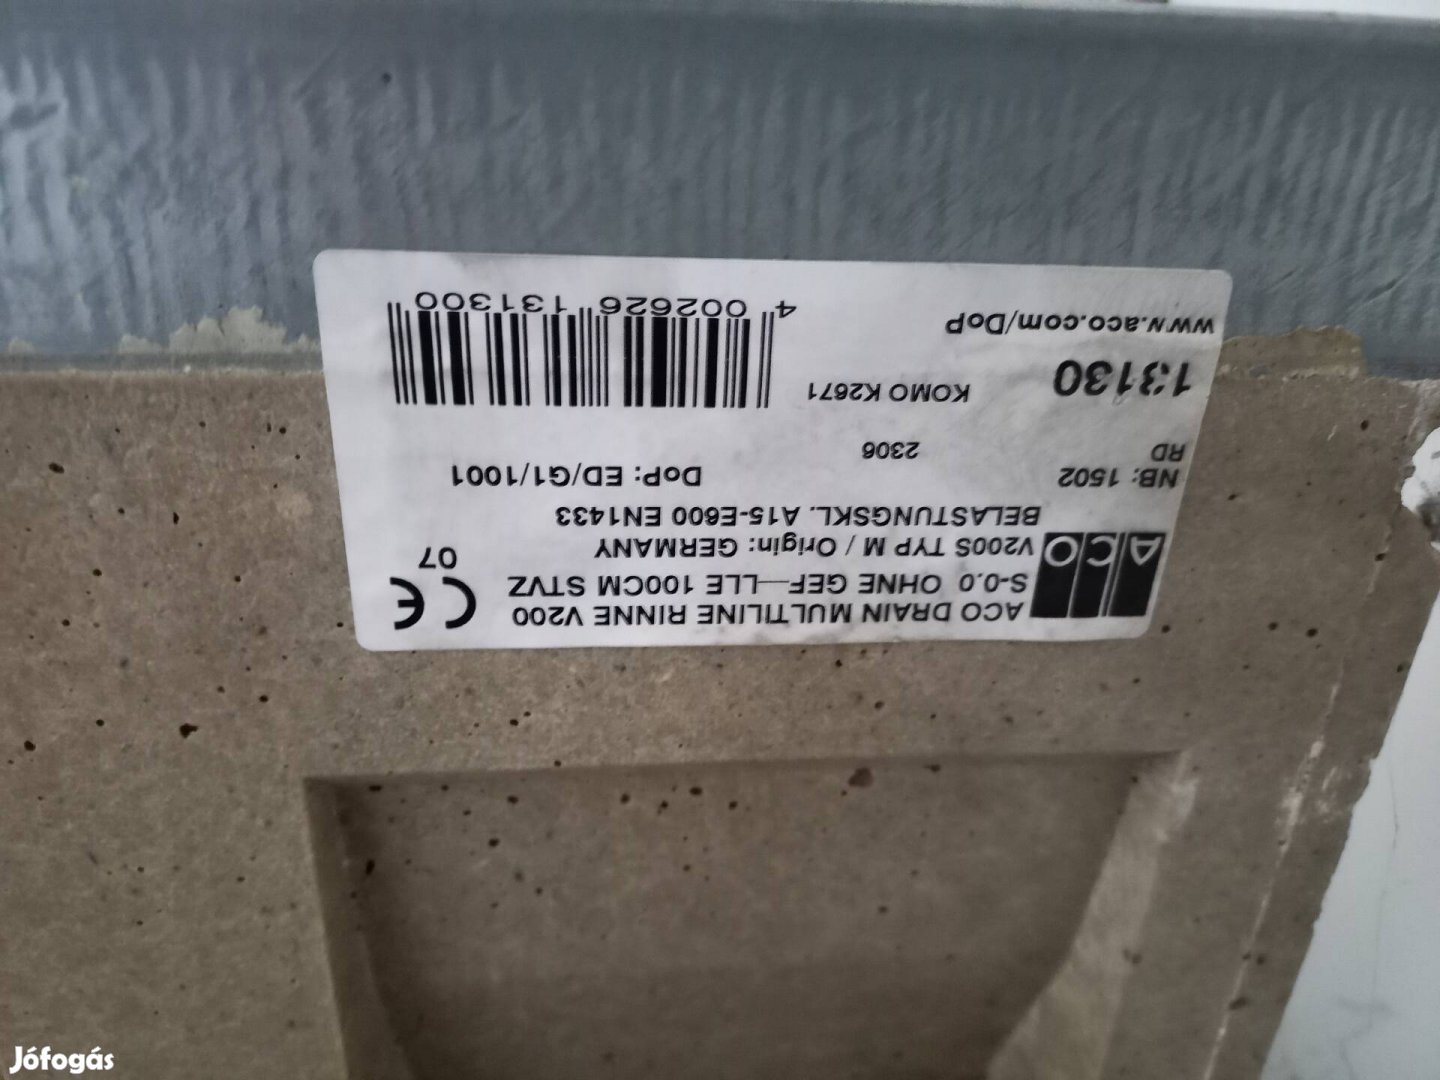 ACO DRAIN MULTILINE RINNE V200
S-0.0 OHNE GEF—LLE 100CM STVZ
V200S TYP M / Origin: GERMANY
BELASTUNGSKL. A15-E600 EN1433
ACO
CE
07
NB: 1502
DoP: ED/G1/1001
RD
2306
13130
KOMO K2671
www.aco.com/DoP
4 002626 131300
Jófogás